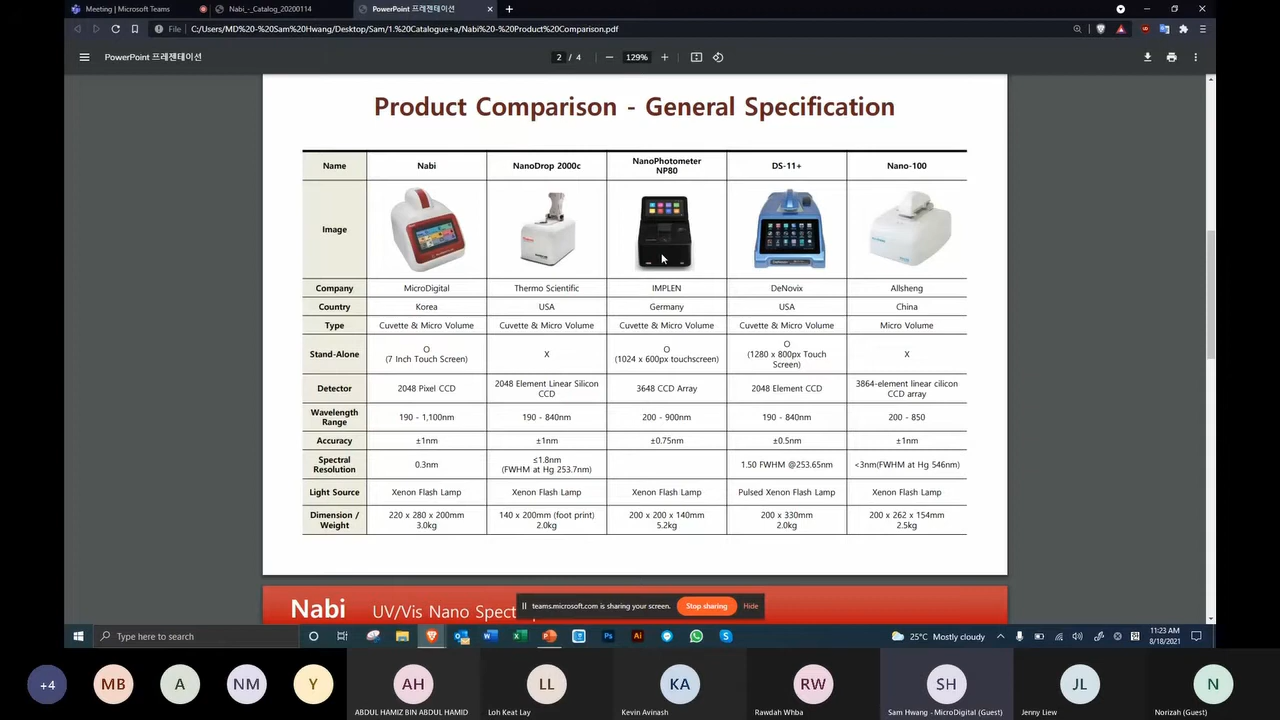 Meeting | Microsoft Teams
Nabi_-_Catalog_20200114
PowerPoint 프레젠테이션
File
C:/Users/MD%20-%20Sam%20Hwang/Desktop/Sam/1.%20Catalogue+a/Nabi%20-%20Product%20Comparison.pdf
PowerPoint 프레젠테이션
2 / 4
129%
Product Comparison - General Specification
Name
Nabi
NanoDrop 2000c
NanoPhotometer
NP80
DS-11+
Nano-100
Image
Company
MicroDigital
Thermo Scientific
IMPLEN
DeNovix
Allsheng
Country
Korea
USA
Germany
USA
China
Type
Cuvette & Micro Volume
Cuvette & Micro Volume
Cuvette & Micro Volume
Cuvette & Micro Volume
Micro Volume
Stand-Alone
O
(7 Inch Touch Screen)
X
O
(1024 x 600px touchscreen)
O
(1280 x 800px Touch
Screen)
X
Detector
2048 Pixel CCD
2048 Element Linear Silicon
CCD
3648 CCD Array
2048 Element CCD
3864-element linear cilicon
CCD array
Wavelength
Range
190 - 1,100nm
190 - 840nm
200 - 900nm
190 - 840nm
200 - 850
Accuracy
±1nm
±1nm
±0.75nm
±0.5nm
±1nm
Spectral
Resolution
0.3nm
≤1.8nm
(FWHM at Hg 253.7nm)
1.50 FWHM @253.65nm
<3nm(FWHM at Hg 546nm)
Light Source
Xenon Flash Lamp
Xenon Flash Lamp
Xenon Flash Lamp
Pulsed Xenon Flash Lamp
Xenon Flash Lamp
Dimension /
Weight
220 x 280 x 200mm
3.0kg
140 x 200mm (foot print)
2.0kg
200 x 200 x 140mm
5.2kg
200 x 330mm
2.0kg
200 x 262 x 154mm
2.5kg
Nabi
UV/Vis Nano Spect
teams.microsoft.com is sharing your screen.
Stop sharing
Hide
Type here to search
25°C Mostly cloudy
11:23 AM
8/18/2021
+4
MB
A
NM
Y
AH
ABDUL HAMIZ BIN ABDUL HAMID
LL
Loh Keat Lay
KA
Kevin Avinash
RW
Rawdah Whba
SH
Sam Hwang - MicroDigital (Guest)
JL
Jenny Liew
N
Norizah (Guest)